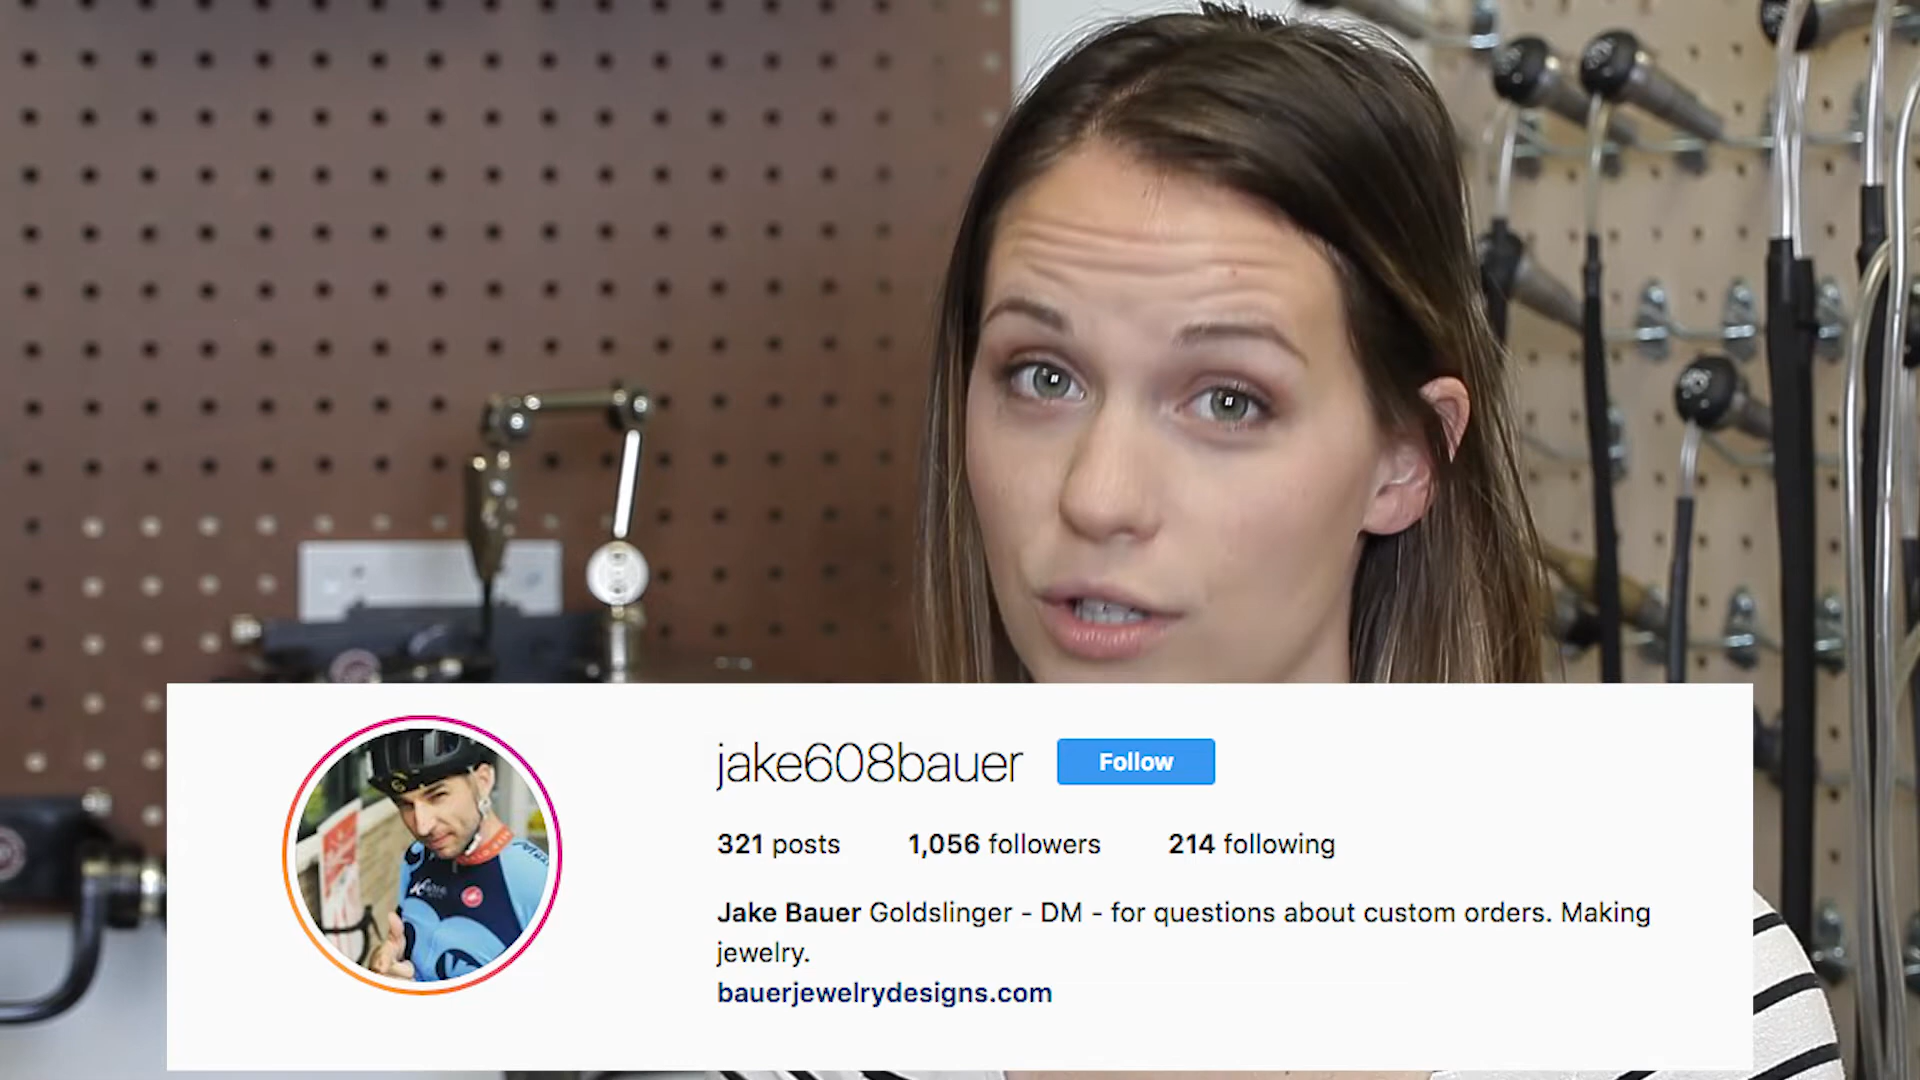 jake608bauer Follow
321 posts 1,056 followers 214 following
Jake Bauer Goldslinger - DM - for questions about custom orders. Making
jewelry.
bauerjewelrydesigns.com